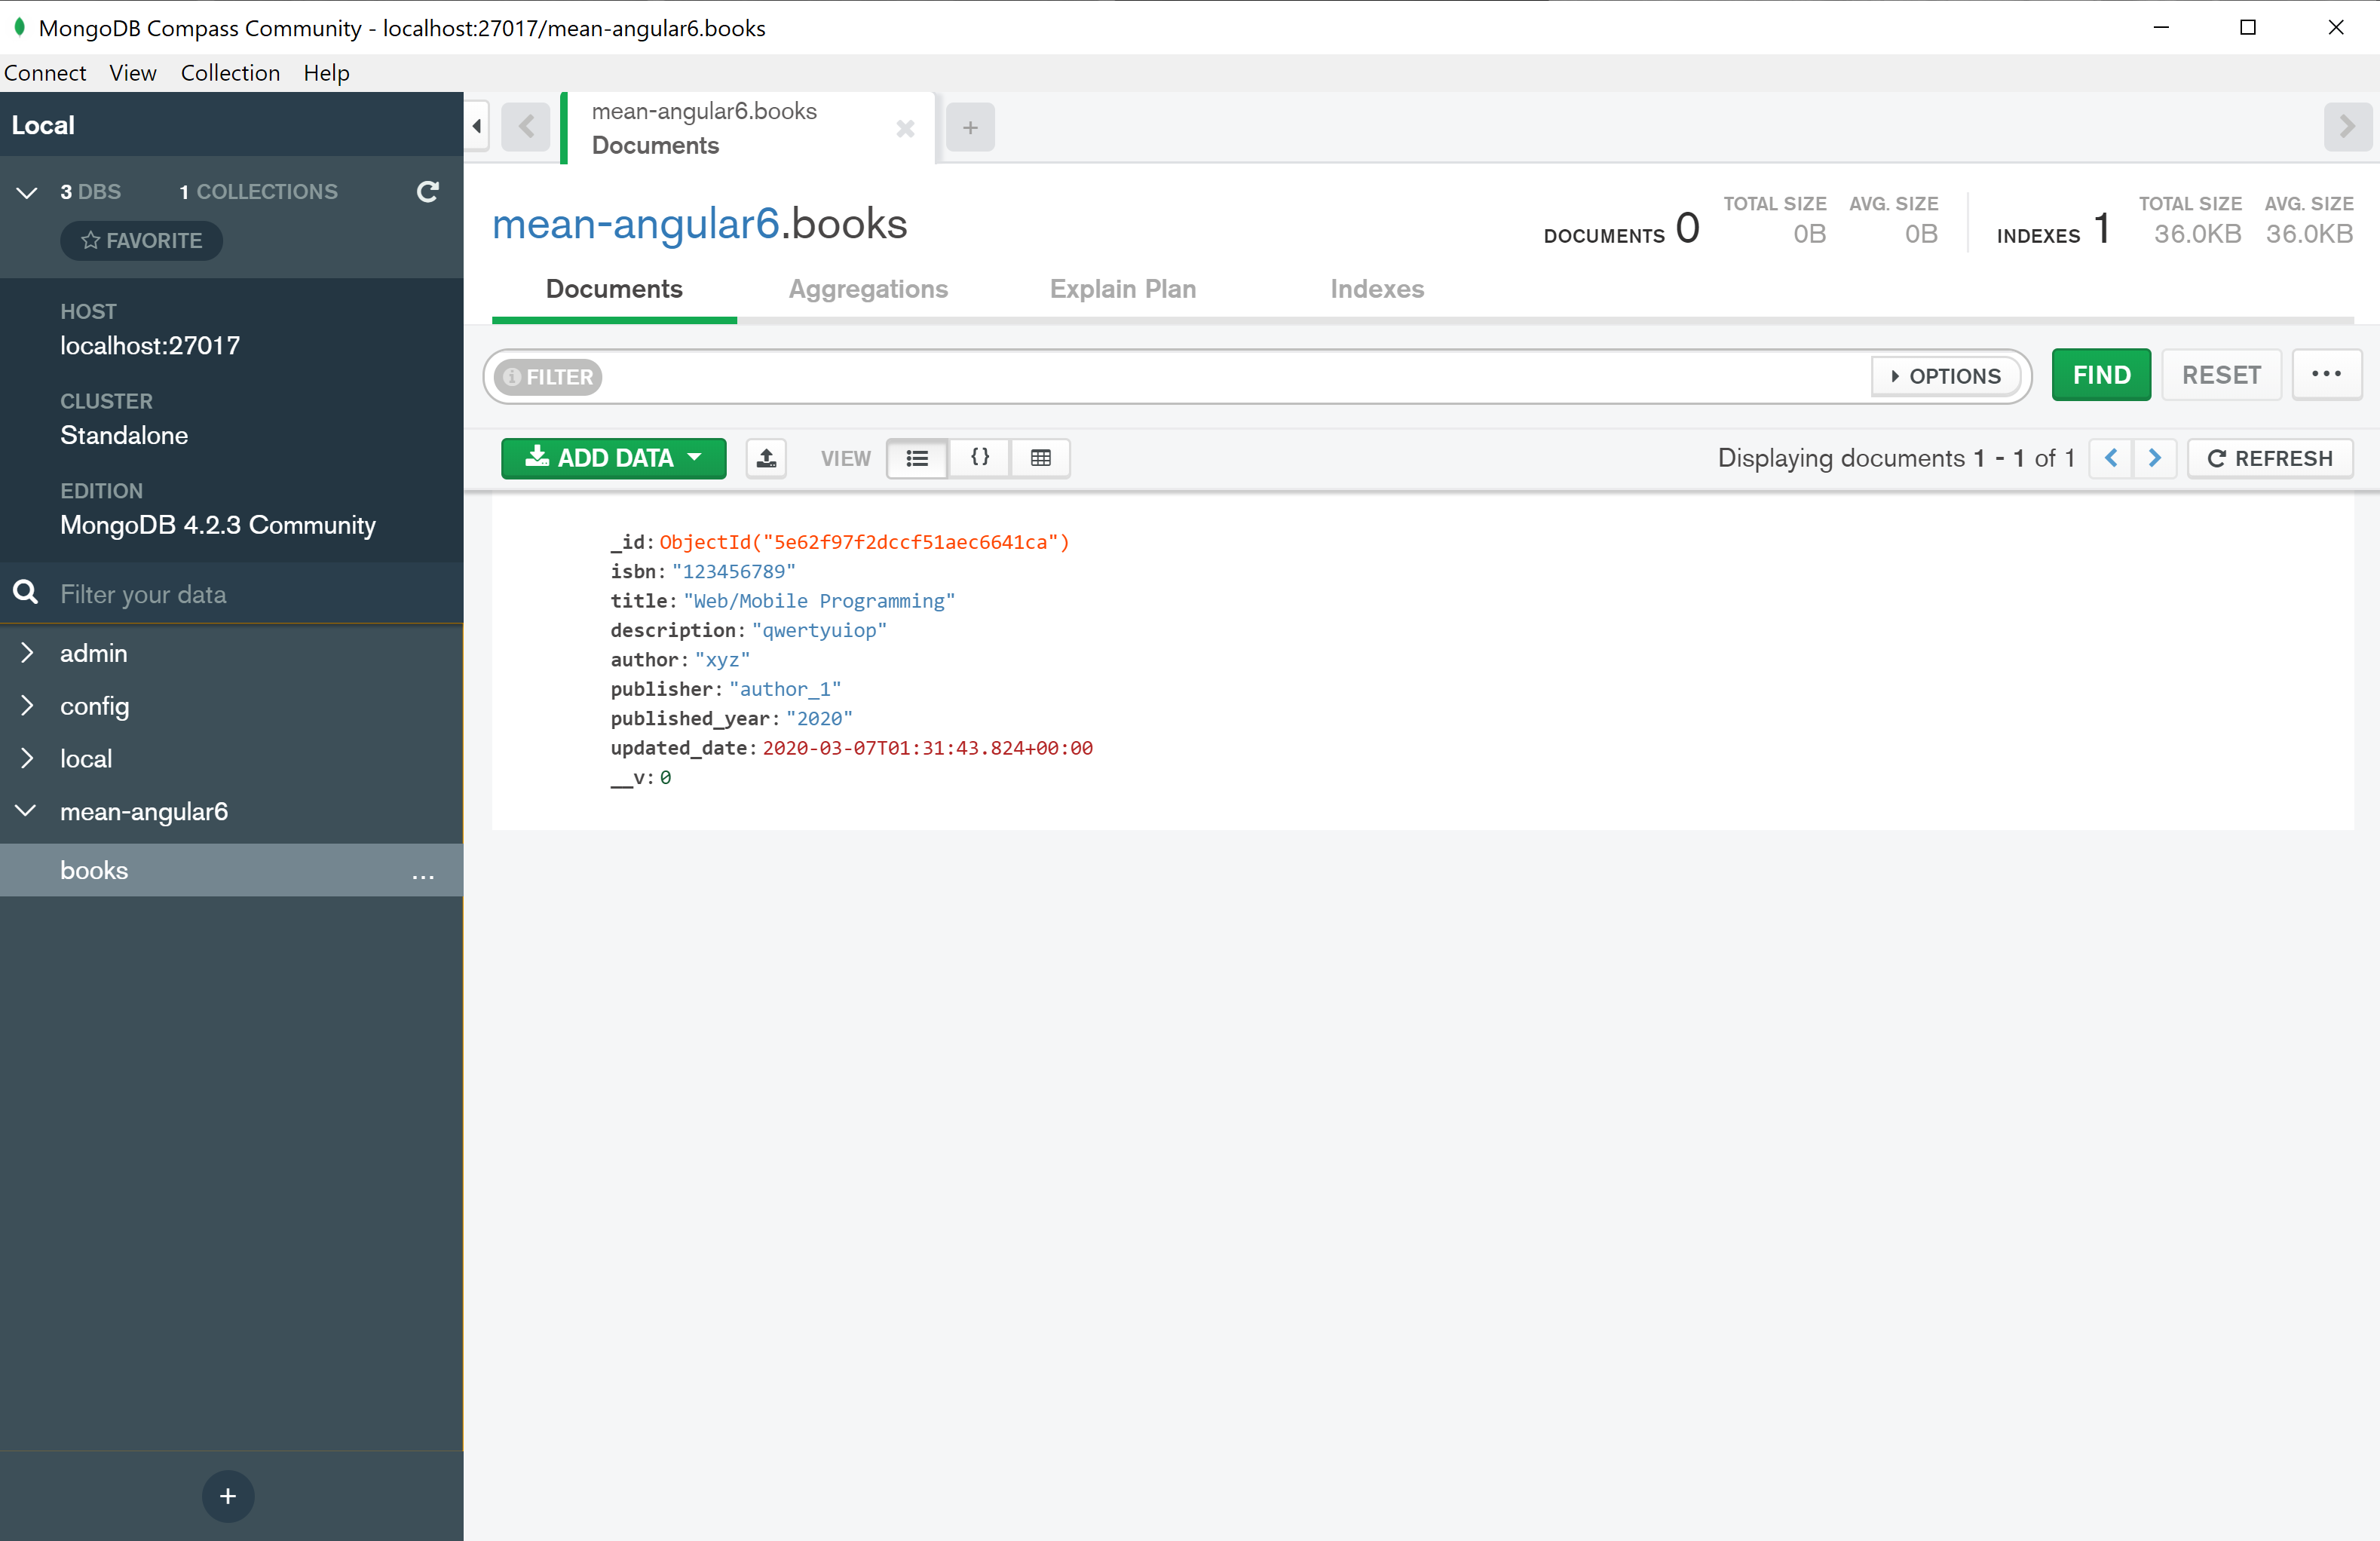 MongoDB Compass Community - localhost:27017/mean-angular6.books
Connect View Collection Help
Local
3 DBS 1 COLLECTIONS
FAVORITE
HOST
localhost:27017
CLUSTER
Standalone
EDITION
MongoDB 4.2.3 Community
Filter your data
admin
config
local
mean-angular6
books ...
+
mean-angular6.books
Documents
+
mean-angular6.books
DOCUMENTS 0
TOTAL SIZE
0B
AVG. SIZE
0B
INDEXES 1
TOTAL SIZE
36.0KB
AVG. SIZE
36.0KB
Documents Aggregations Explain Plan Indexes
FILTER OPTIONS FIND RESET ...
ADD DATA VIEW {} Displaying documents 1 - 1 of 1 REFRESH
_id: ObjectId("5e62f97f2dccf51aec6641ca")
isbn: "123456789"
title: "Web/Mobile Programming"
description: "qwertyuiop"
author: "xyz"
publisher: "author_1"
published_year: "2020"
updated_date: 2020-03-07T01:31:43.824+00:00
__v: 0